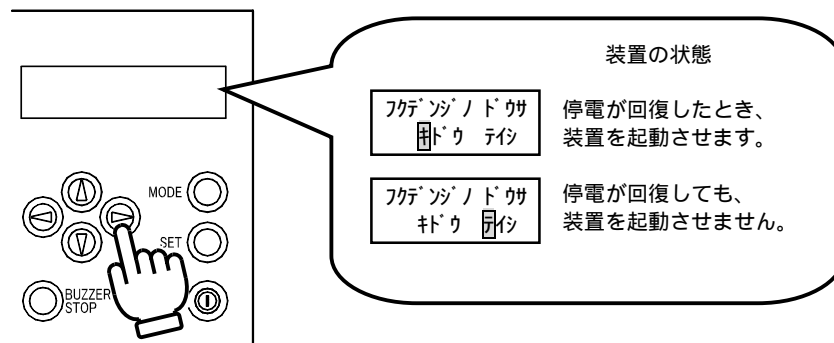 装置の状態
ﾌｸﾃﾞﾝｼﾞﾉ ﾄﾞｳｻ
ｷﾄﾞｳ ﾃｲｼ
停電が回復したとき、
装置を起動させます。
ﾌｸﾃﾞﾝｼﾞﾉ ﾄﾞｳｻ
ｷﾄﾞｳ ﾃｲｼ
停電が回復しても、
装置を起動させません。
MODE
SET
BUZZER
STOP